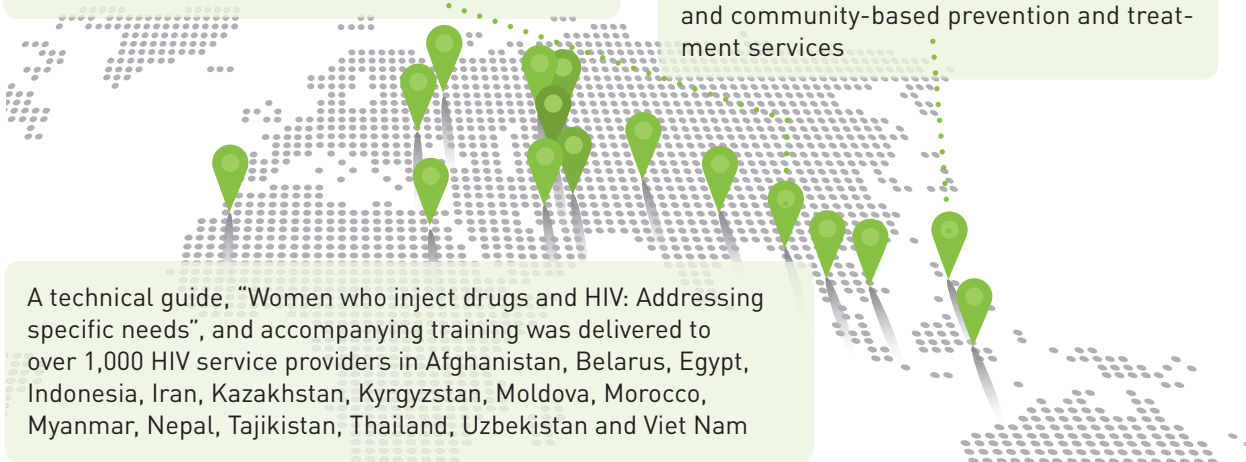 and community-based prevention and treat-
ment services
A technical guide, “Women who inject drugs and HIV: Addressing
specific needs”, and accompanying training was delivered to
over 1,000 HIV service providers in Afghanistan, Belarus, Egypt,
Indonesia, Iran, Kazakhstan, Kyrgyzstan, Moldova, Morocco,
Myanmar, Nepal, Tajikistan, Thailand, Uzbekistan and Viet Nam